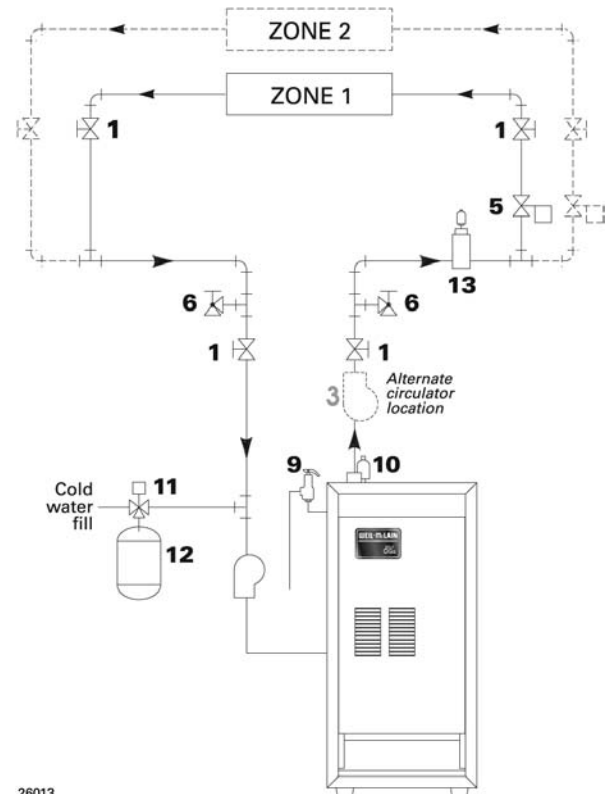 ZONE 2
ZONE 1
1
1
5
13
6
6
1
1
3
Alternate
circulator
location
9
10
11
Cold
water
fill
12
WEIL-McLAIN
26013